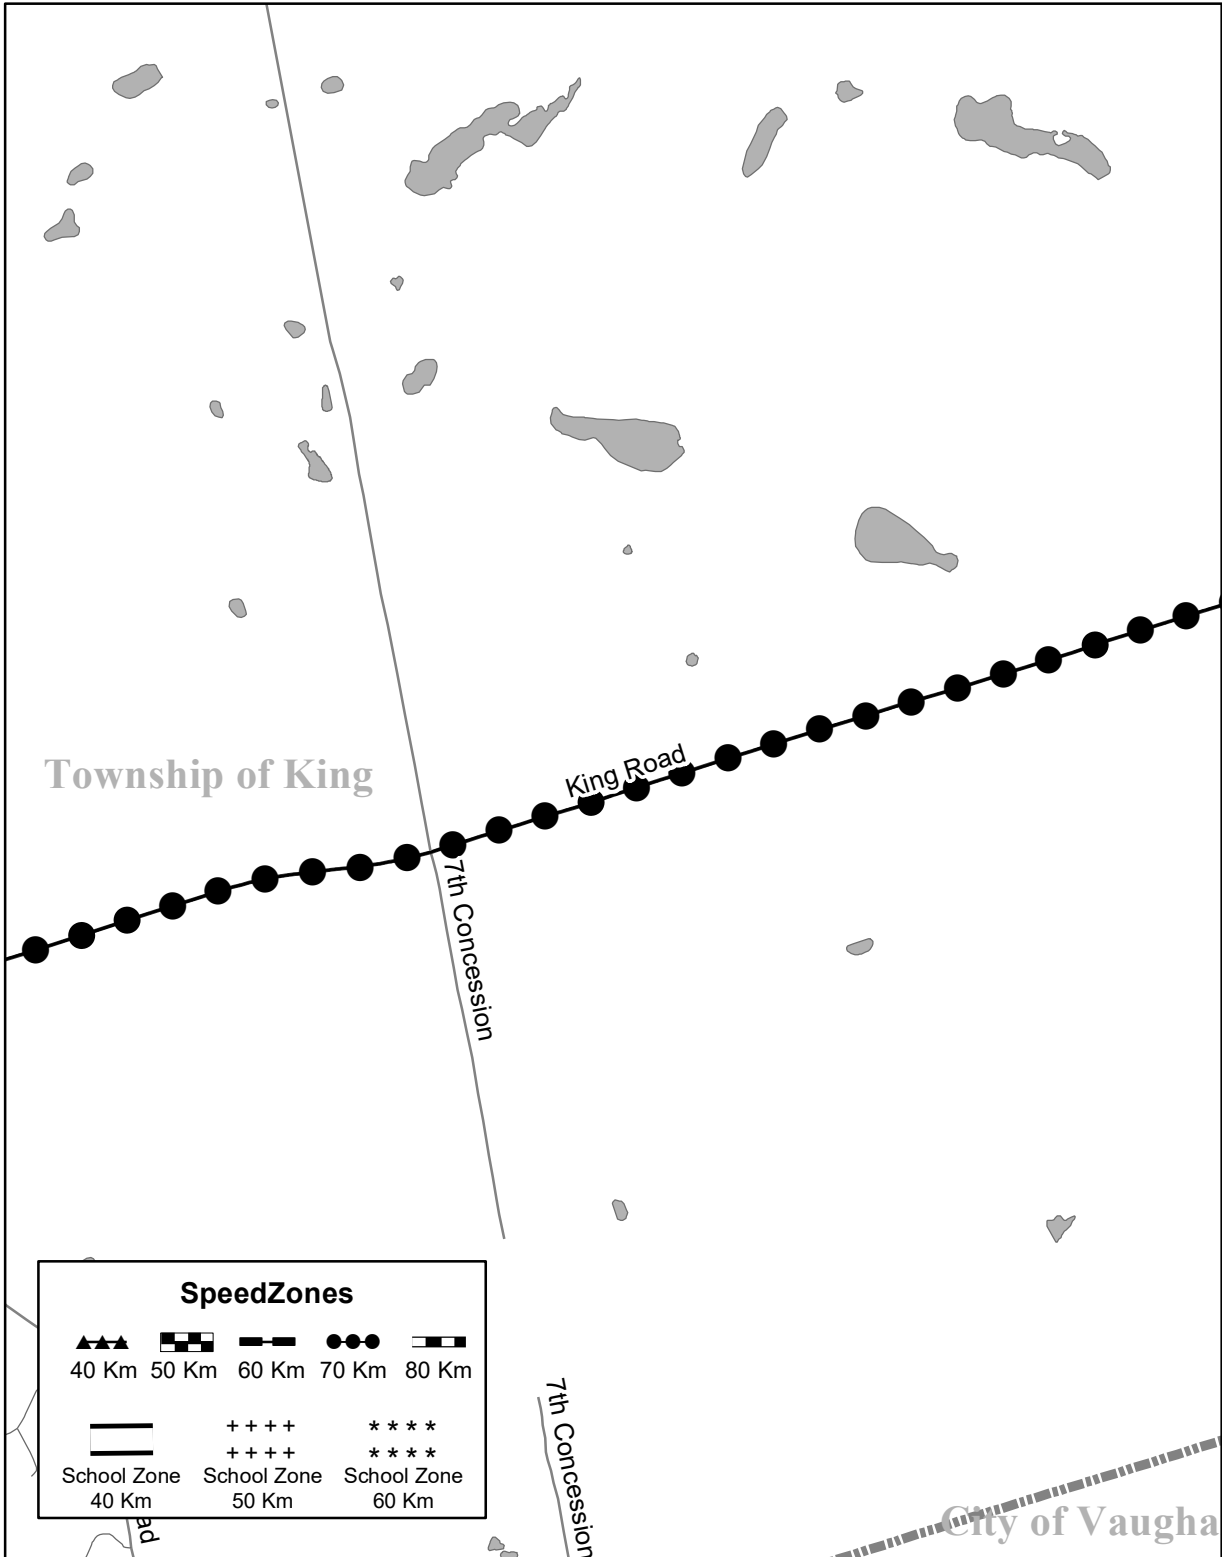 Township of King
King Road
7th Concession
SpeedZones
40 Km 50 Km 60 Km 70 Km 80 Km
School Zone School Zone School Zone
40 Km 50 Km 60 Km
7th Concession
ad
City of Vaugha